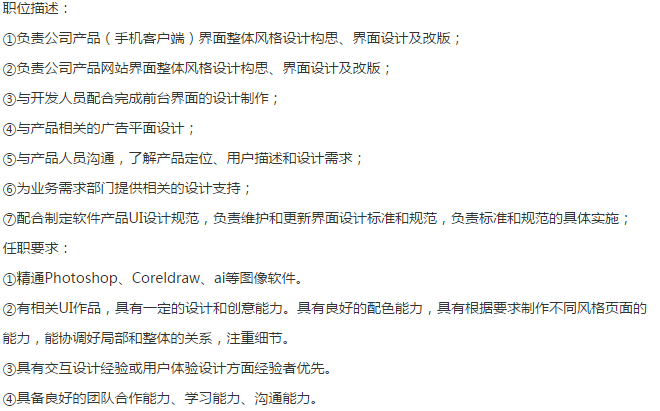 职位描述：
①负责公司产品（手机客户端）界面整体风格设计构思、界面设计及改版；
②负责公司产品网站界面整体风格设计构思、界面设计及改版；
③与开发人员配合完成前台界面的设计制作；
④与产品相关的广告平面设计；
⑤与产品人员沟通，了解产品定位、用户描述和设计需求；
⑥为业务需求部门提供相关的设计支持；
⑦配合制定软件产品UI设计规范，负责维护和更新界面设计标准和规范，负责标准和规范的具体实施；
任职要求：
①精通Photoshop、Coreldraw、ai等图像软件。
②有相关UI作品，具有一定的设计和创意能力。具有良好的配色能力，具有根据要求制作不同风格页面的
能力，能协调好局部和整体的关系，注重细节。
③具有交互设计经验或用户体验设计方面经验者优先。
④具备良好的团队合作能力、学习能力、沟通能力。